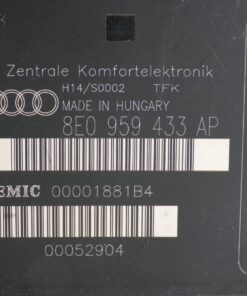 Zentrale Komfortelektronik
H14/S0002 TFK
MADE IN HUNGARY
8E0 959 433 AP
EMIC 00001881B4
00052904